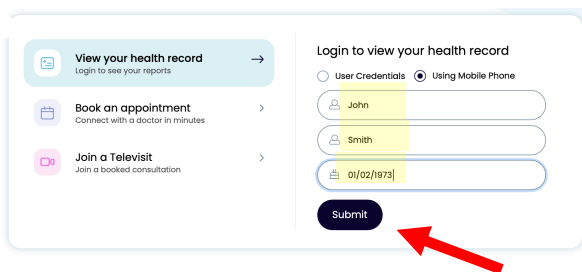 View your health record
Login to see your reports
Book an appointment
Connect with a doctor in minutes
Join a Televisit
Join a booked consultation
Login to view your health record
User Credentials
Using Mobile Phone
John
Smith
01/02/1973
Submit